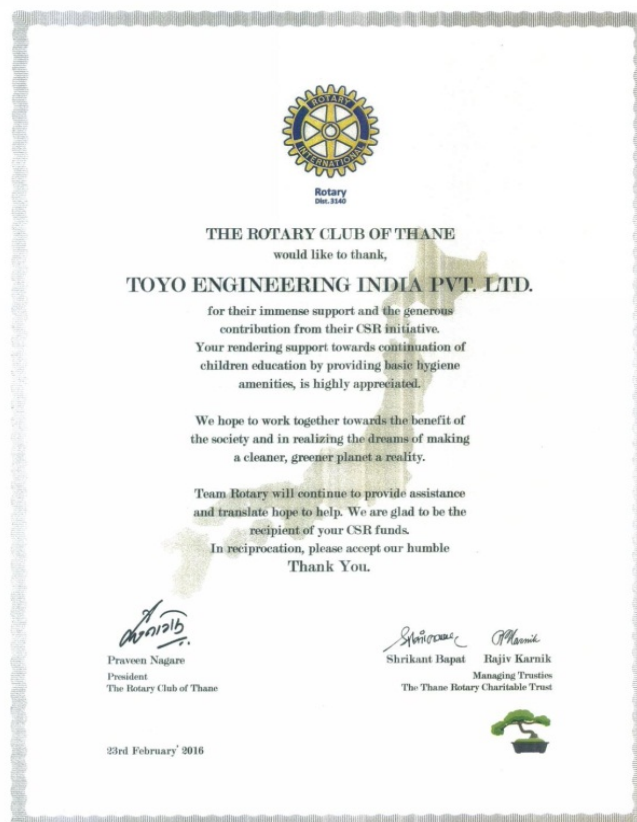 ROTARY
INTERNATIONAL
Rotary
Dist. 3140
THE ROTARY CLUB OF THANE
would like to thank,
TOYO ENGINEERING INDIA PVT. LTD.
for their immense support and the generous
contribution from their CSR initiative.
Your rendering support towards continuation of
children education by providing basic hygiene
amenities, is highly appreciated.
We hope to work together towards the benefit of
the society and in realizing the dreams of making
a cleaner, greener planet a reality.
Team Rotary will continue to provide assistance
and translate hope to help. We are glad to be the
recipient of your CSR funds.
In reciprocation, please accept our humble
Thank You.
Praveen Nagare
President
The Rotary Club of Thane
Shrikant Bapat Rajiv Karnik
Managing Trusties
The Thane Rotary Charitable Trust
23rd February' 2016